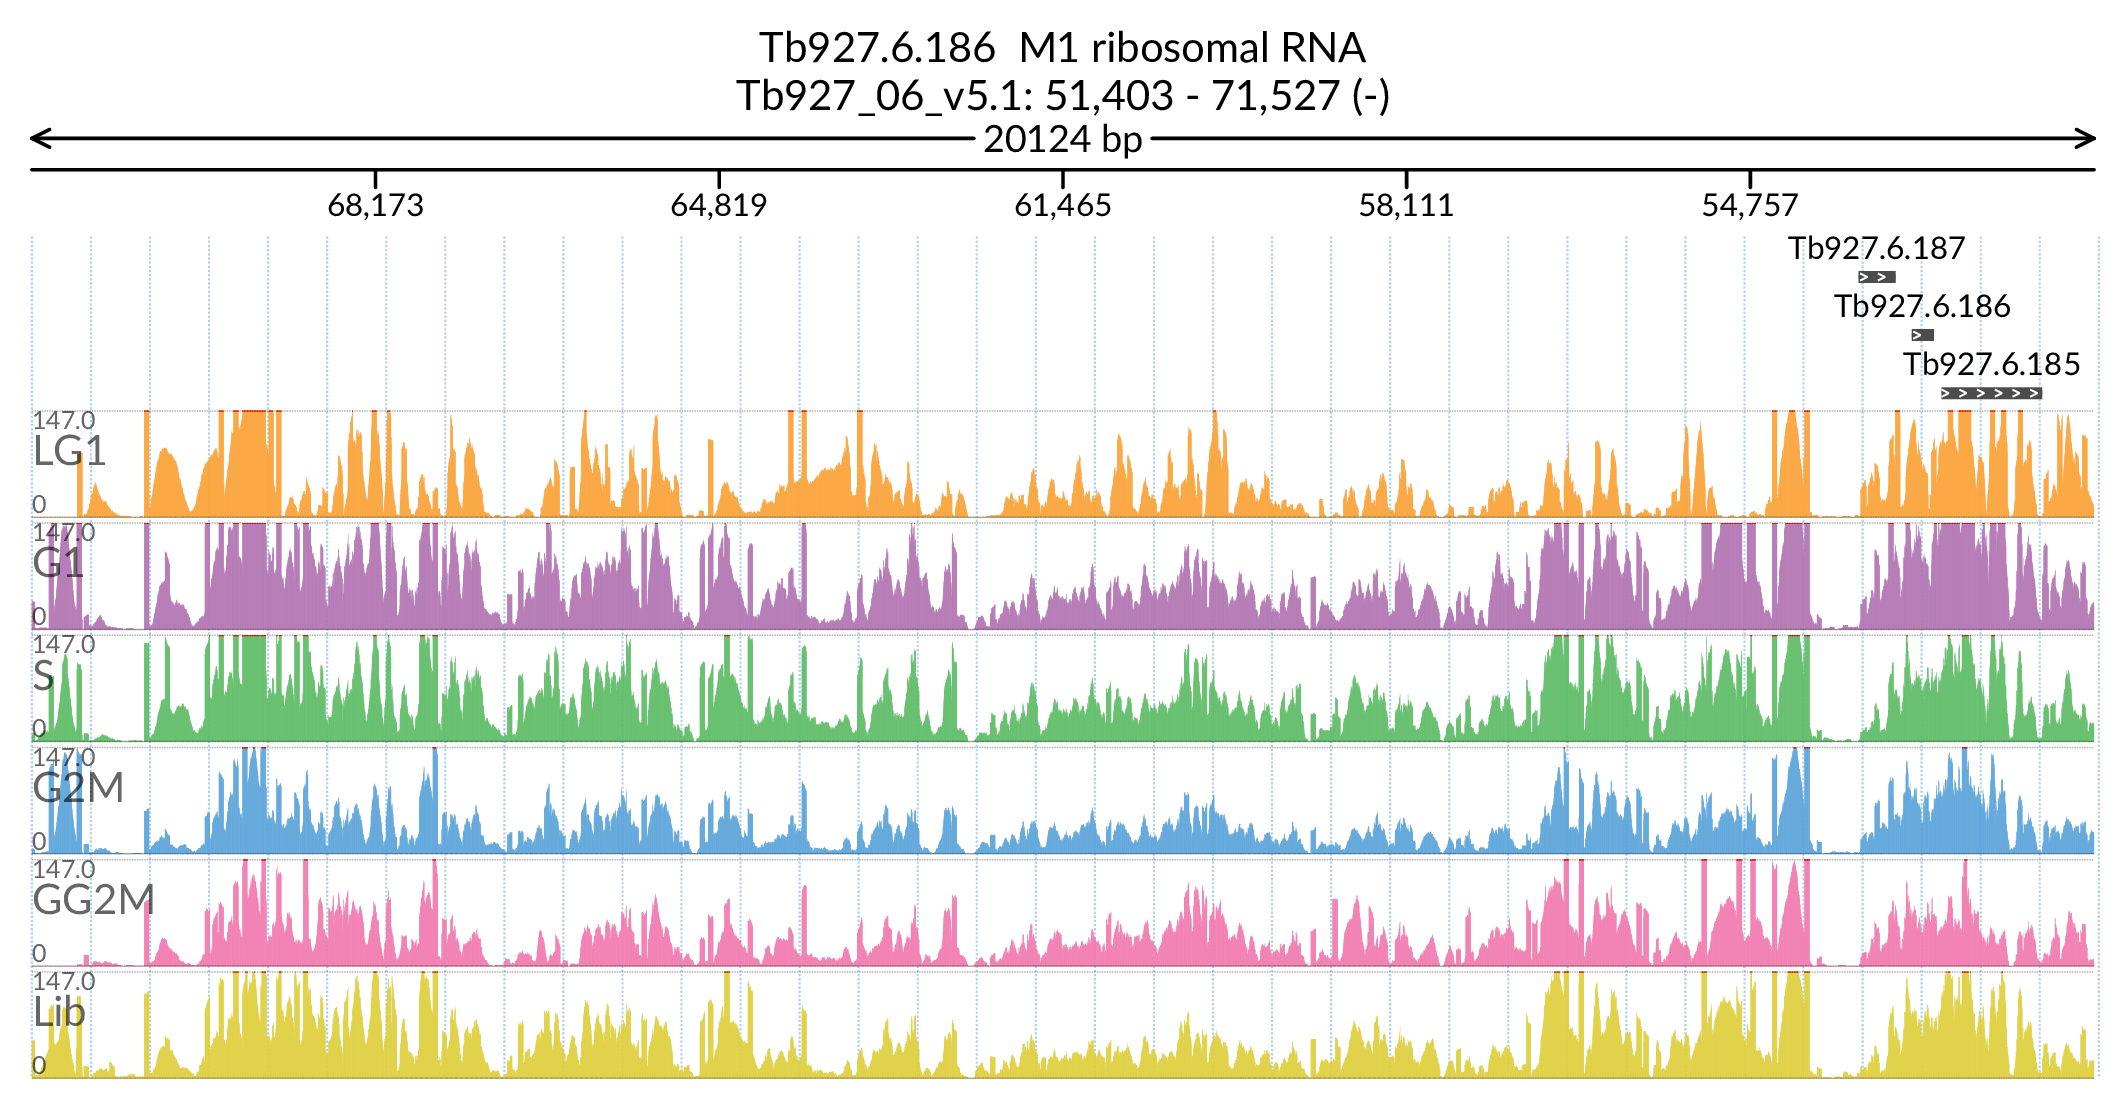 Tb927.6.186  M1 ribosomal RNA
Tb927_06_v5.1: 51,403 - 71,527 (-)
20124 bp
68,173 64,819 61,465 58,111 54,757
Tb927.6.187
Tb927.6.186
Tb927.6.185
147.0
LG1
0
147.0
G1
0
147.0
S
0
147.0
G2M
0
147.0
GG2M
0
147.0
Lib
0